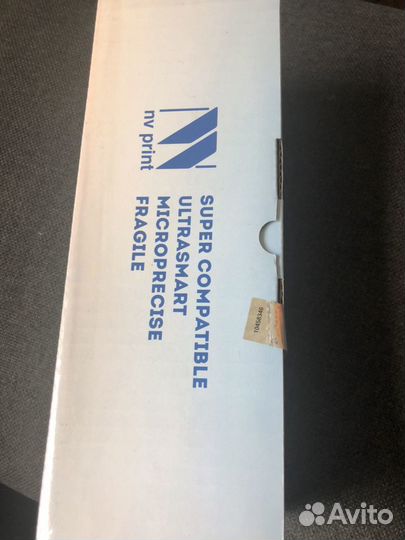 nv print
SUPER COMPATIBLE
ULTRASMART
MICROPRECISE
FRAGILE
Avito